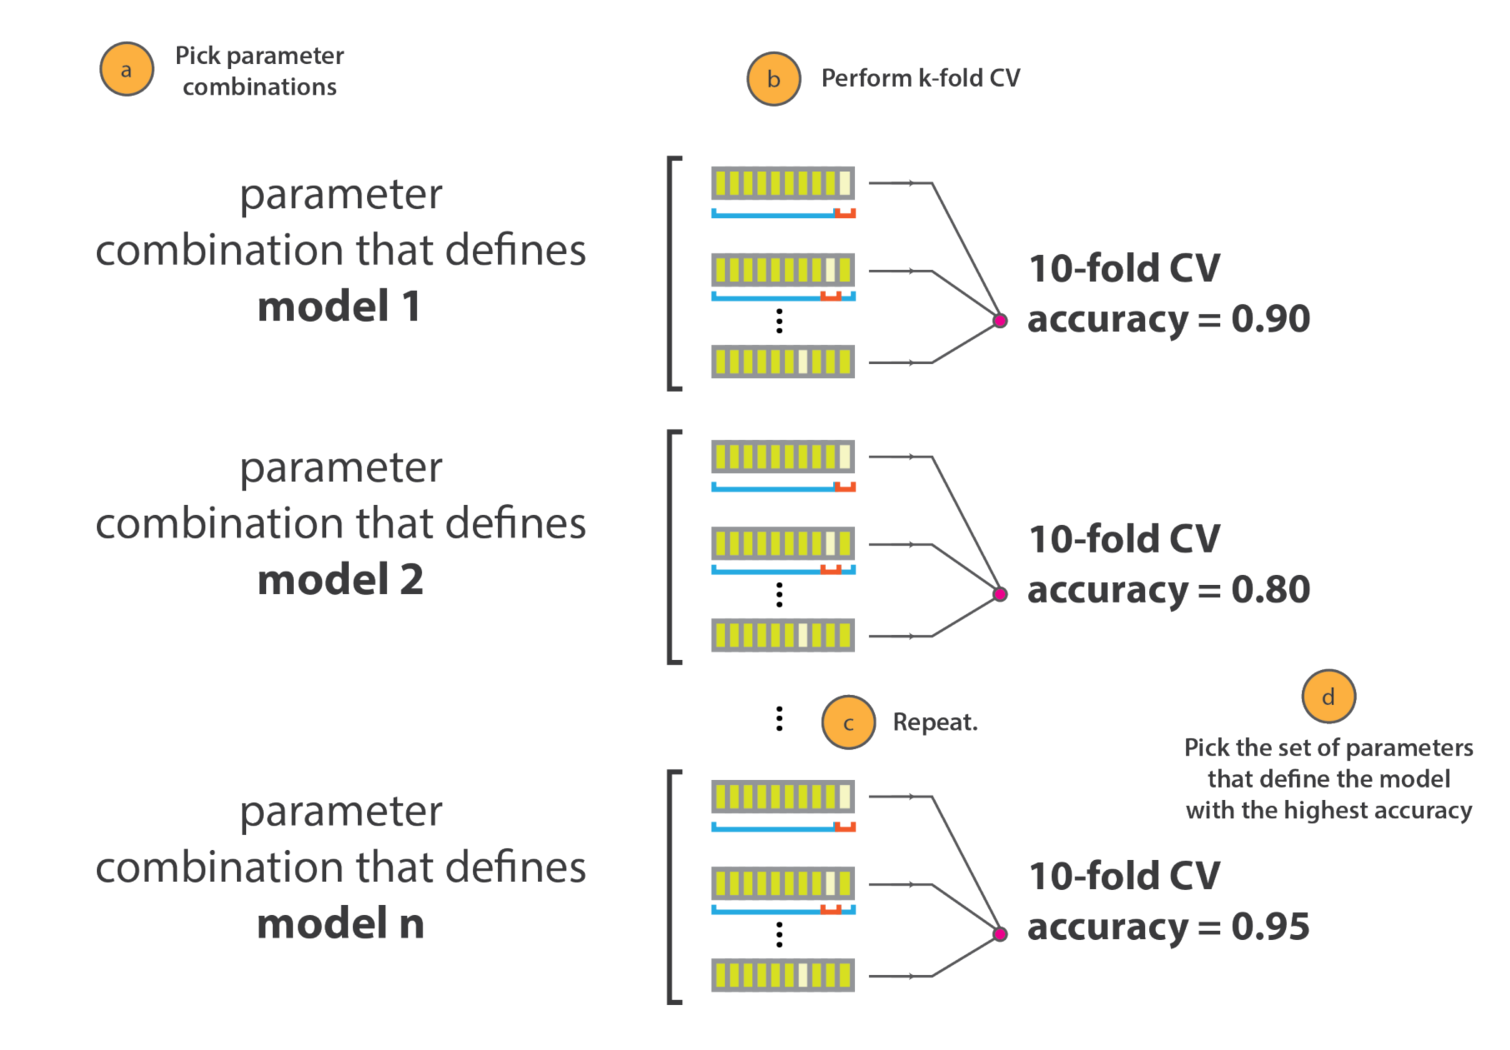 a
Pick parameter
combinations
b
Perform k-fold CV
parameter
combination that defines
model 1
10-fold CV
accuracy = 0.90
parameter
combination that defines
model 2
10-fold CV
accuracy = 0.80
c
Repeat.
d
Pick the set of parameters
that define the model
with the highest accuracy
parameter
combination that defines
model n
10-fold CV
accuracy = 0.95